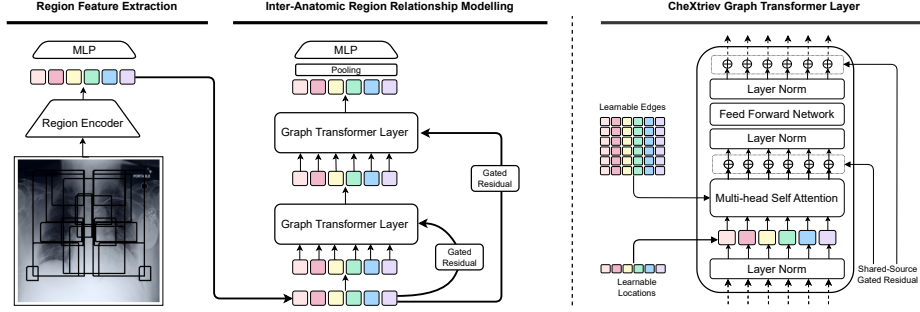 Region Feature Extraction
MLP
Region Encoder
Inter-Anatomic Region Relationship Modelling
MLP
Pooling
Graph Transformer Layer
Gated
Residual
Graph Transformer Layer
Gated
Residual
CheXtriev Graph Transformer Layer
Layer Norm
Learnable Edges
Feed Forward Network
Layer Norm
Multi-head Self Attention
Layer Norm
Learnable
Locations
Shared-Source
Gated Residual